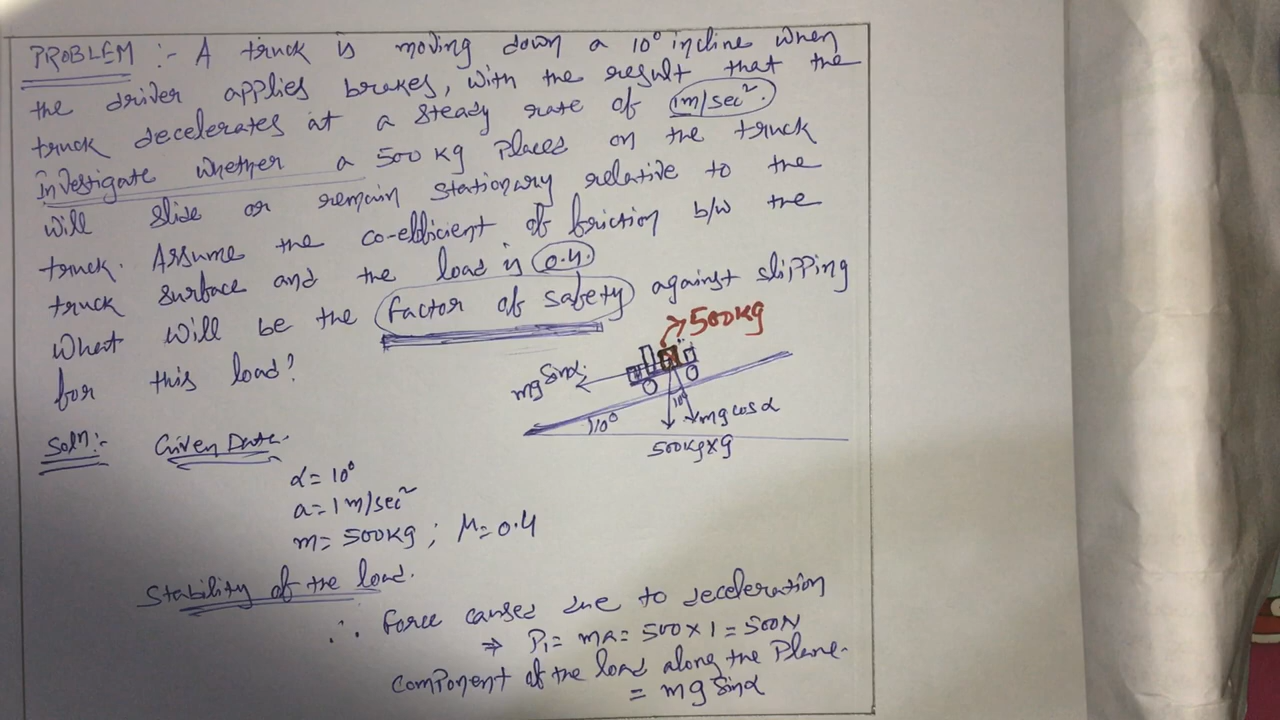 PROBLEM :- A truck is moving down a 10° incline when
the driver applies brakes, with the result that the
truck decelerates at a steady rate of 1m/sec².
Investigate whether a 500 kg places on the truck
will slide or remain stationary relative to the
truck. Assume the co-efficient of friction b/w the
truck surface and the load is 0.4.
What will be the factor of safety against slipping
for this load?
500kg
mg sinα
10°
10°
mg cosα
500kg×g
Soln:- Given Data-
α = 10°
a = 1 m/sec²
m = 500kg ; μ = 0.4
Stability of the load.
∴ force caused due to deceleration
⇒ P₁ = ma = 500 × 1 = 500N
Component of the load along the Plane-
= mg sinα